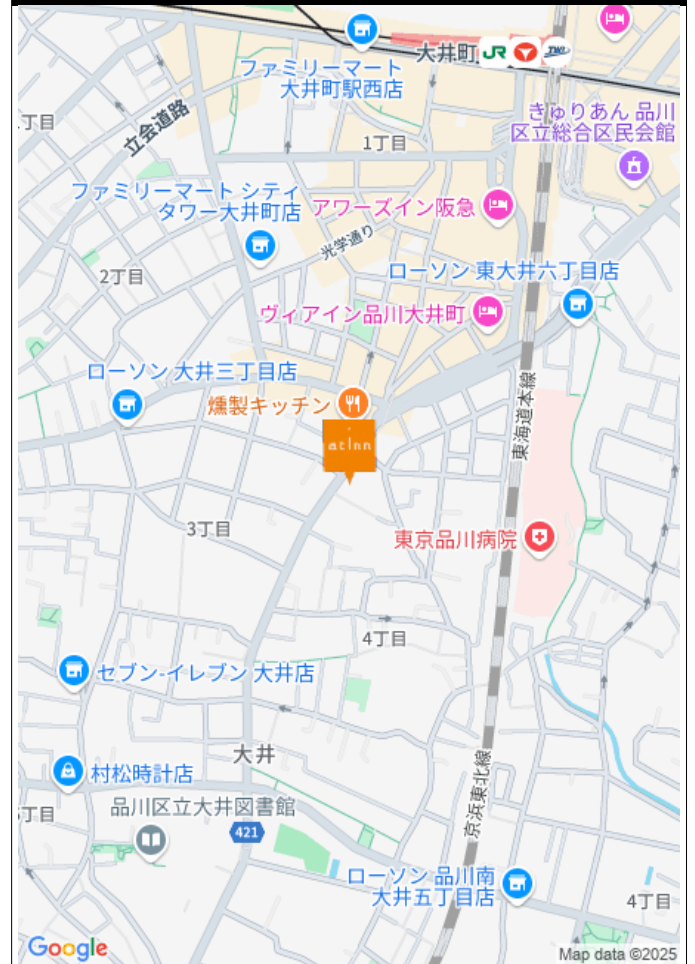 大井町
JR
TWR
ファミリーマート
大井町駅西店
きゅりあん 品川
区立総合区民会館
丁目
立会道路
1丁目
ファミリーマート シティ
タワー大井町店
アワーズイン阪急
光学通り
2丁目
ローソン 東大井六丁目店
ヴィアイン品川大井町
ローソン 大井三丁目店
東海道本線
燻製キッチン
at inn
3丁目
東京品川病院
4丁目
セブン-イレブン 大井店
大井
村松時計店
京浜東北線
品川区立大井図書館
丁目
421
ローソン 品川南
大井五丁目店
4丁目
Google
Map data ©2025